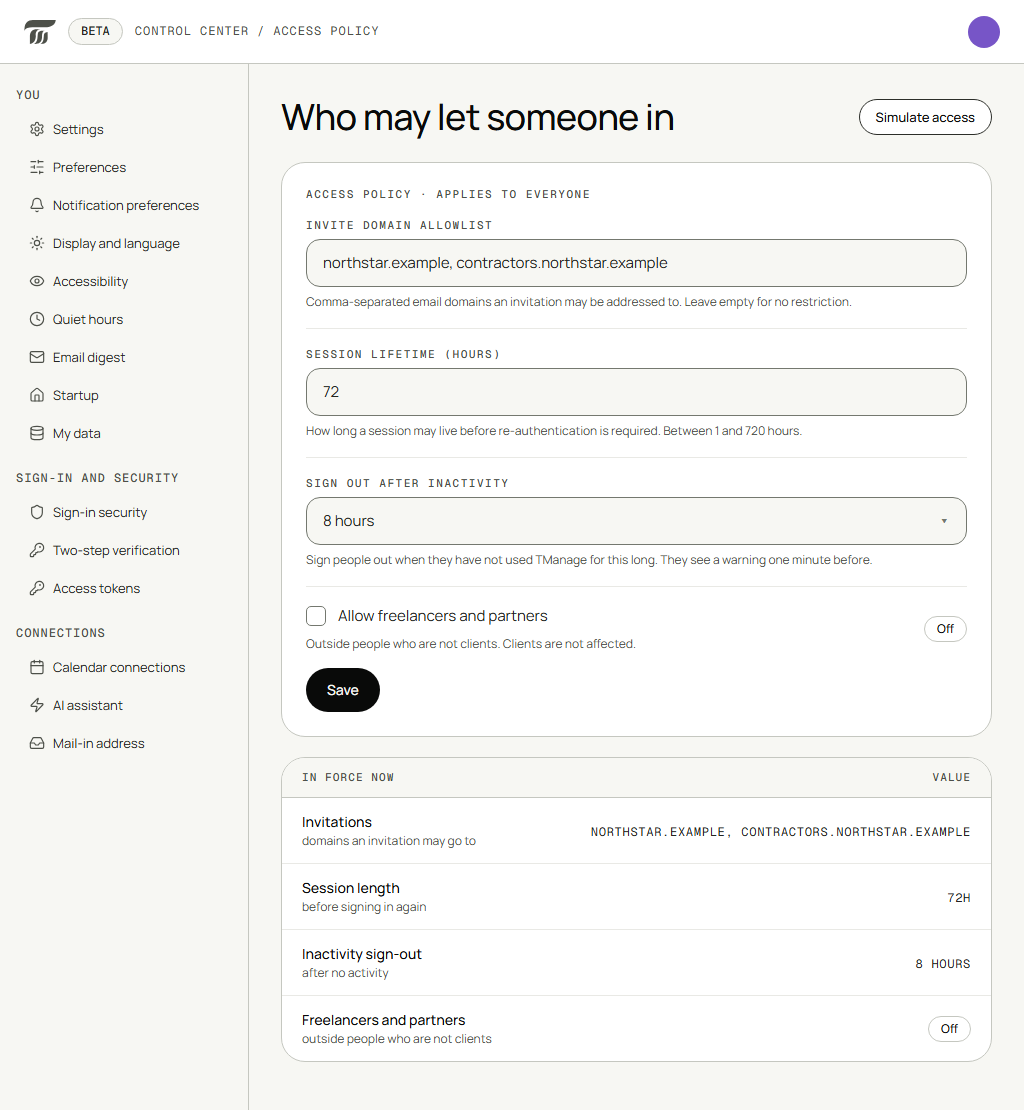 BETA
CONTROL CENTER / ACCESS POLICY
YOU
Settings
Preferences
Notification preferences
Display and language
Accessibility
Quiet hours
Email digest
Startup
My data
SIGN-IN AND SECURITY
Sign-in security
Two-step verification
Access tokens
CONNECTIONS
Calendar connections
AI assistant
Mail-in address
Who may let someone in
Simulate access
ACCESS POLICY · APPLIES TO EVERYONE
INVITE DOMAIN ALLOWLIST
northstar.example, contractors.northstar.example
Comma-separated email domains an invitation may be addressed to. Leave empty for no restriction.
SESSION LIFETIME (HOURS)
72
How long a session may live before re-authentication is required. Between 1 and 720 hours.
SIGN OUT AFTER INACTIVITY
8 hours
Sign people out when they have not used TManage for this long. They see a warning one minute before.
Allow freelancers and partners
Off
Outside people who are not clients. Clients are not affected.
Save
IN FORCE NOW VALUE
Invitations
domains an invitation may go to
NORTHSTAR.EXAMPLE, CONTRACTORS.NORTHSTAR.EXAMPLE
Session length
before signing in again
72H
Inactivity sign-out
after no activity
8 HOURS
Freelancers and partners
outside people who are not clients
Off